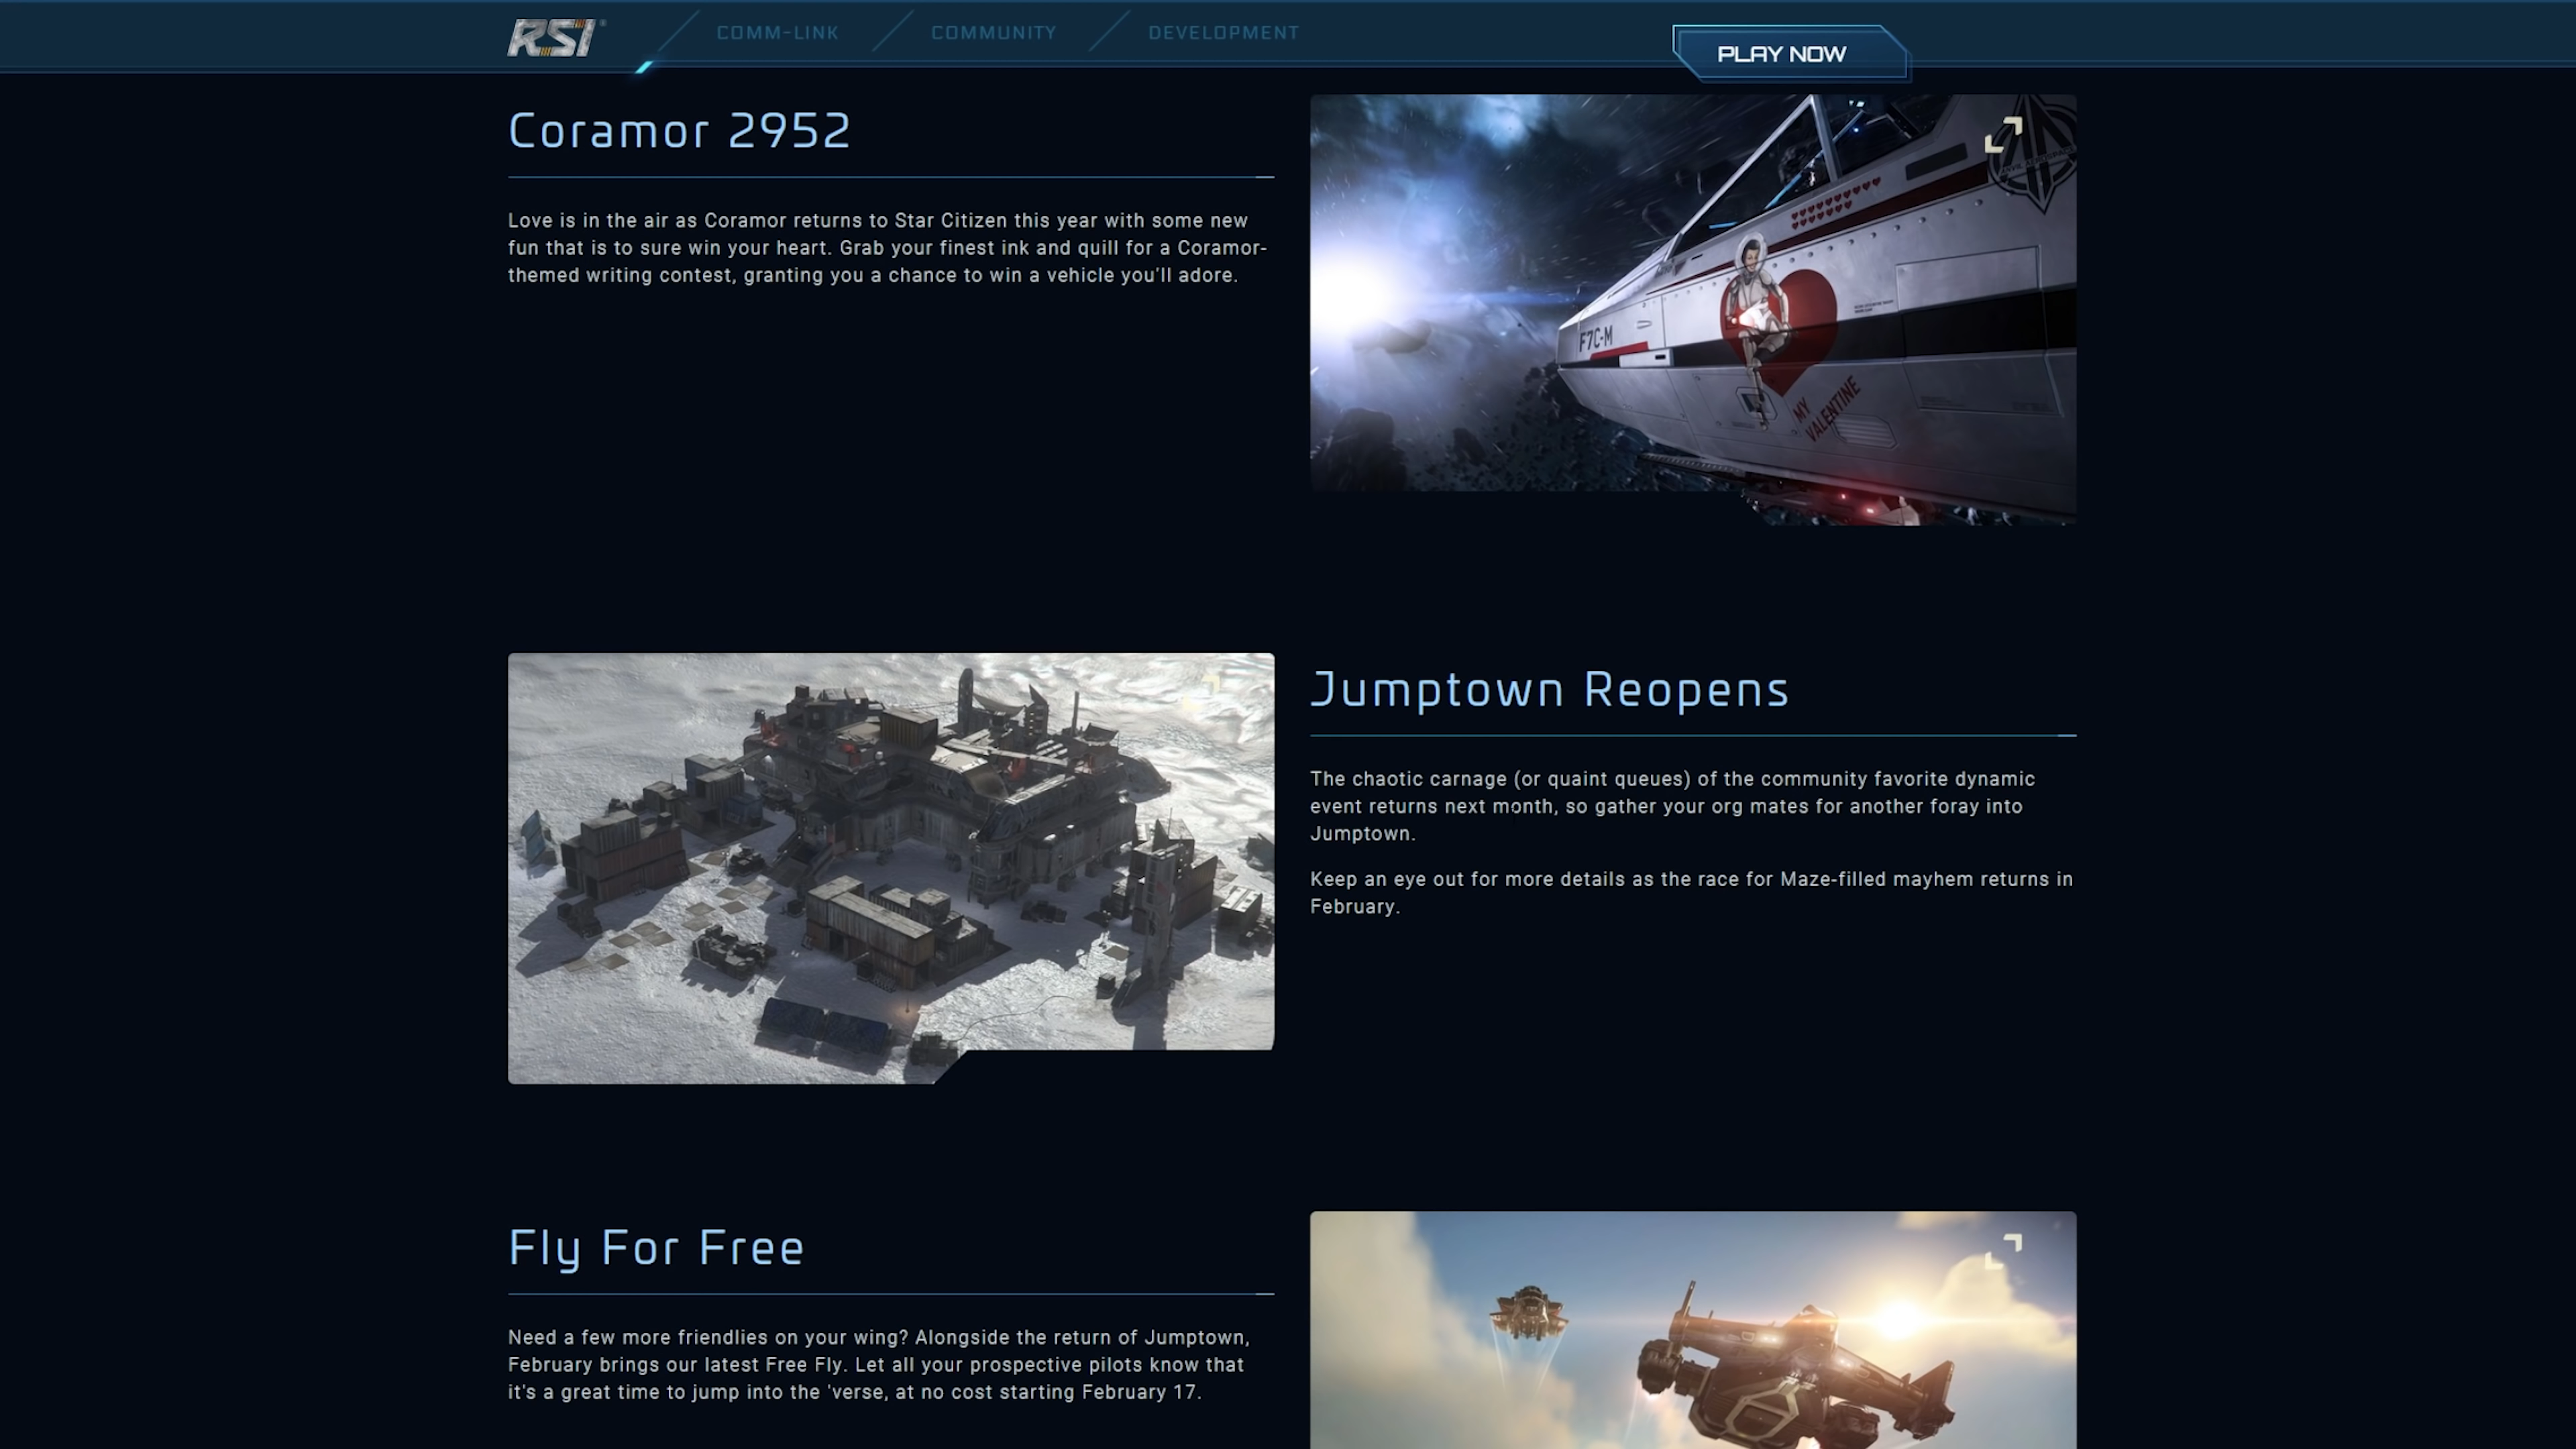 RSI
COMM-LINK
COMMUNITY
DEVELOPMENT
PLAY NOW
Coramor 2952
Love is in the air as Coramor returns to Star Citizen this year with some new
fun that is to sure win your heart. Grab your finest ink and quill for a Coramor-
themed writing contest, granting you a chance to win a vehicle you'll adore.
F7C-M
MY
VALENTINE
Jumptown Reopens
The chaotic carnage (or quaint queues) of the community favorite dynamic
event returns next month, so gather your org mates for another foray into
Jumptown.
Keep an eye out for more details as the race for Maze-filled mayhem returns in
February.
Fly For Free
Need a few more friendlies on your wing? Alongside the return of Jumptown,
February brings our latest Free Fly. Let all your prospective pilots know that
it's a great time to jump into the 'verse, at no cost starting February 17.